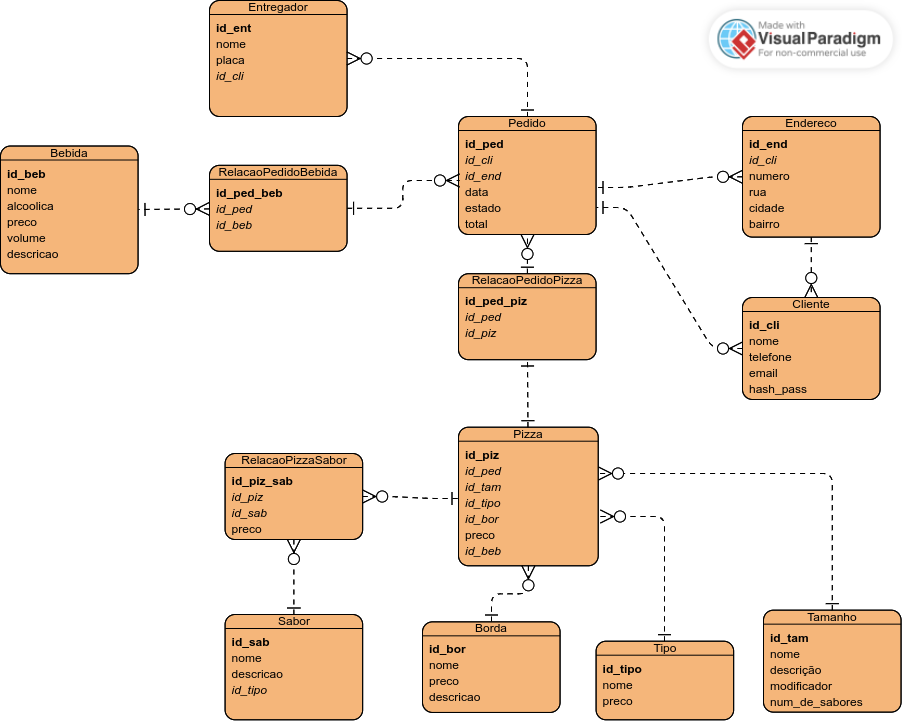 Entregador
id_ent
nome
placa
id_cli
Made with
VisualParadigm
For non-commercial use
Pedido
id_ped
id_cli
id_end
data
estado
total
Endereco
id_end
id_cli
numero
rua
cidade
bairro
Bebida
id_beb
nome
alcoolica
preco
volume
descricao
RelacaoPedidoBebida
id_ped_beb
id_ped
id_beb
RelacaoPedidoPizza
id_ped_piz
id_ped
id_piz
Cliente
id_cli
nome
telefone
email
hash_pass
Pizza
id_piz
id_ped
id_tam
id_tipo
id_bor
preco
id_beb
RelacaoPizzaSabor
id_piz_sab
id_piz
id_sab
preco
Sabor
id_sab
nome
descricao
id_tipo
Borda
id_bor
nome
preco
descricao
Tipo
id_tipo
nome
preco
Tamanho
id_tam
nome
descrição
modificador
num_de_sabores